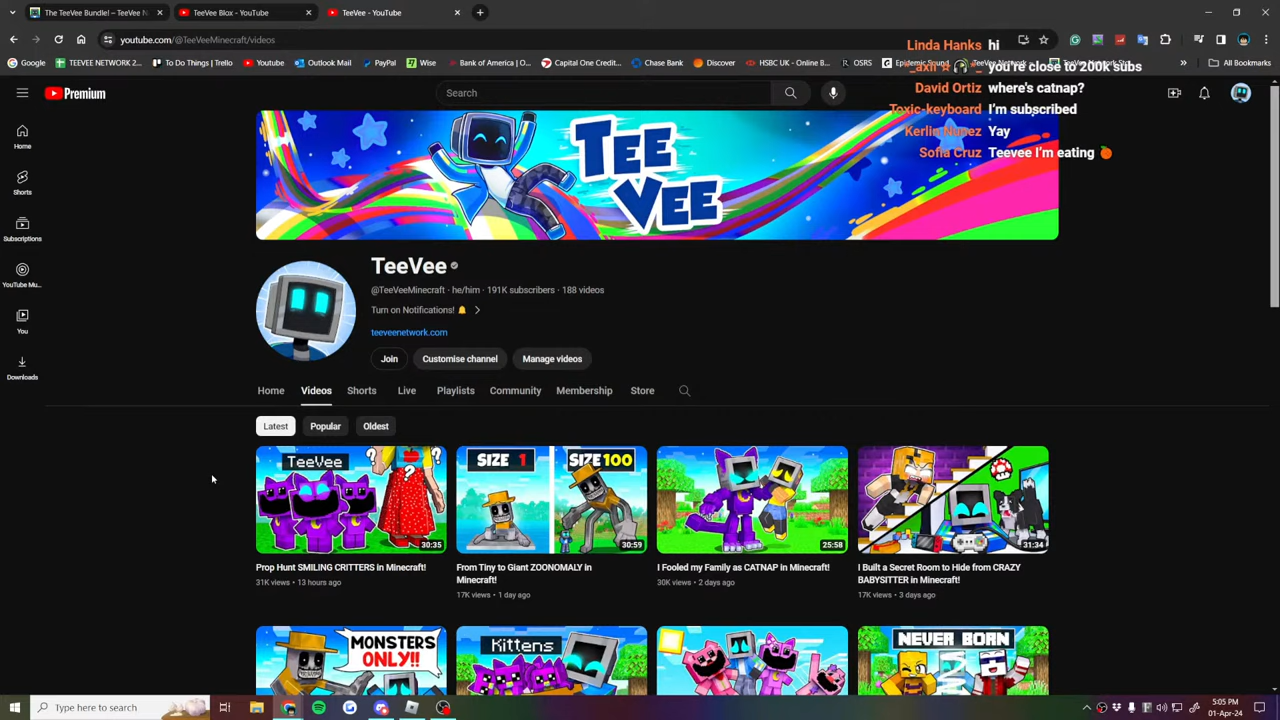 The TeeVee Bundle! – TeeVee N
TeeVee Blox - YouTube
TeeVee - YouTube
youtube.com/@TeeVeeMinecraft/videos
Google
TEEVEE NETWORK 2
To Do Things | Trello
Youtube
Outlook Mail
PayPal
Wise
Bank of America |
Capital One Credit...
Chase Bank
Discover
HSBC UK - Online B...
OSRS
Epidemic Sound
All Bookmarks
Linda Hanks hi
you're close to 200k subs
David Ortiz where's catnap?
Toxic-keyboard I'm subscribed
Kerlin Nunez Yay
Sofia Cruz Teevee I'm eating 🍊
Premium
Search
Home
Shorts
Subscriptions
YouTube Mu...
You
Downloads
TEE
VEE
TeeVee
@TeeVeeMinecraft · he/him · 191K subscribers · 188 videos
Turn on Notifications! 🔔
teeveenetwork.com
Join
Customise channel
Manage videos
Home
Videos
Shorts
Live
Playlists
Community
Membership
Store
Latest
Popular
Oldest
TeeVee
? ? ?
30:35
SIZE 1
SIZE 100
30:59
25:58
31:34
Prop Hunt SMILING CRITTERS in Minecraft!
31K views • 13 hours ago
From Tiny to Giant ZOONOMALY in
Minecraft!
17K views • 1 day ago
I Fooled my Family as CATNAP in Minecraft!
30K views • 2 days ago
I Built a Secret Room to Hide from CRAZY
BABYSITTER in Minecraft!
17K views • 3 days ago
MONSTERS
ONLY!!
Kittens
NEVER BORN
Type here to search
5:05 PM
01-Apr-24